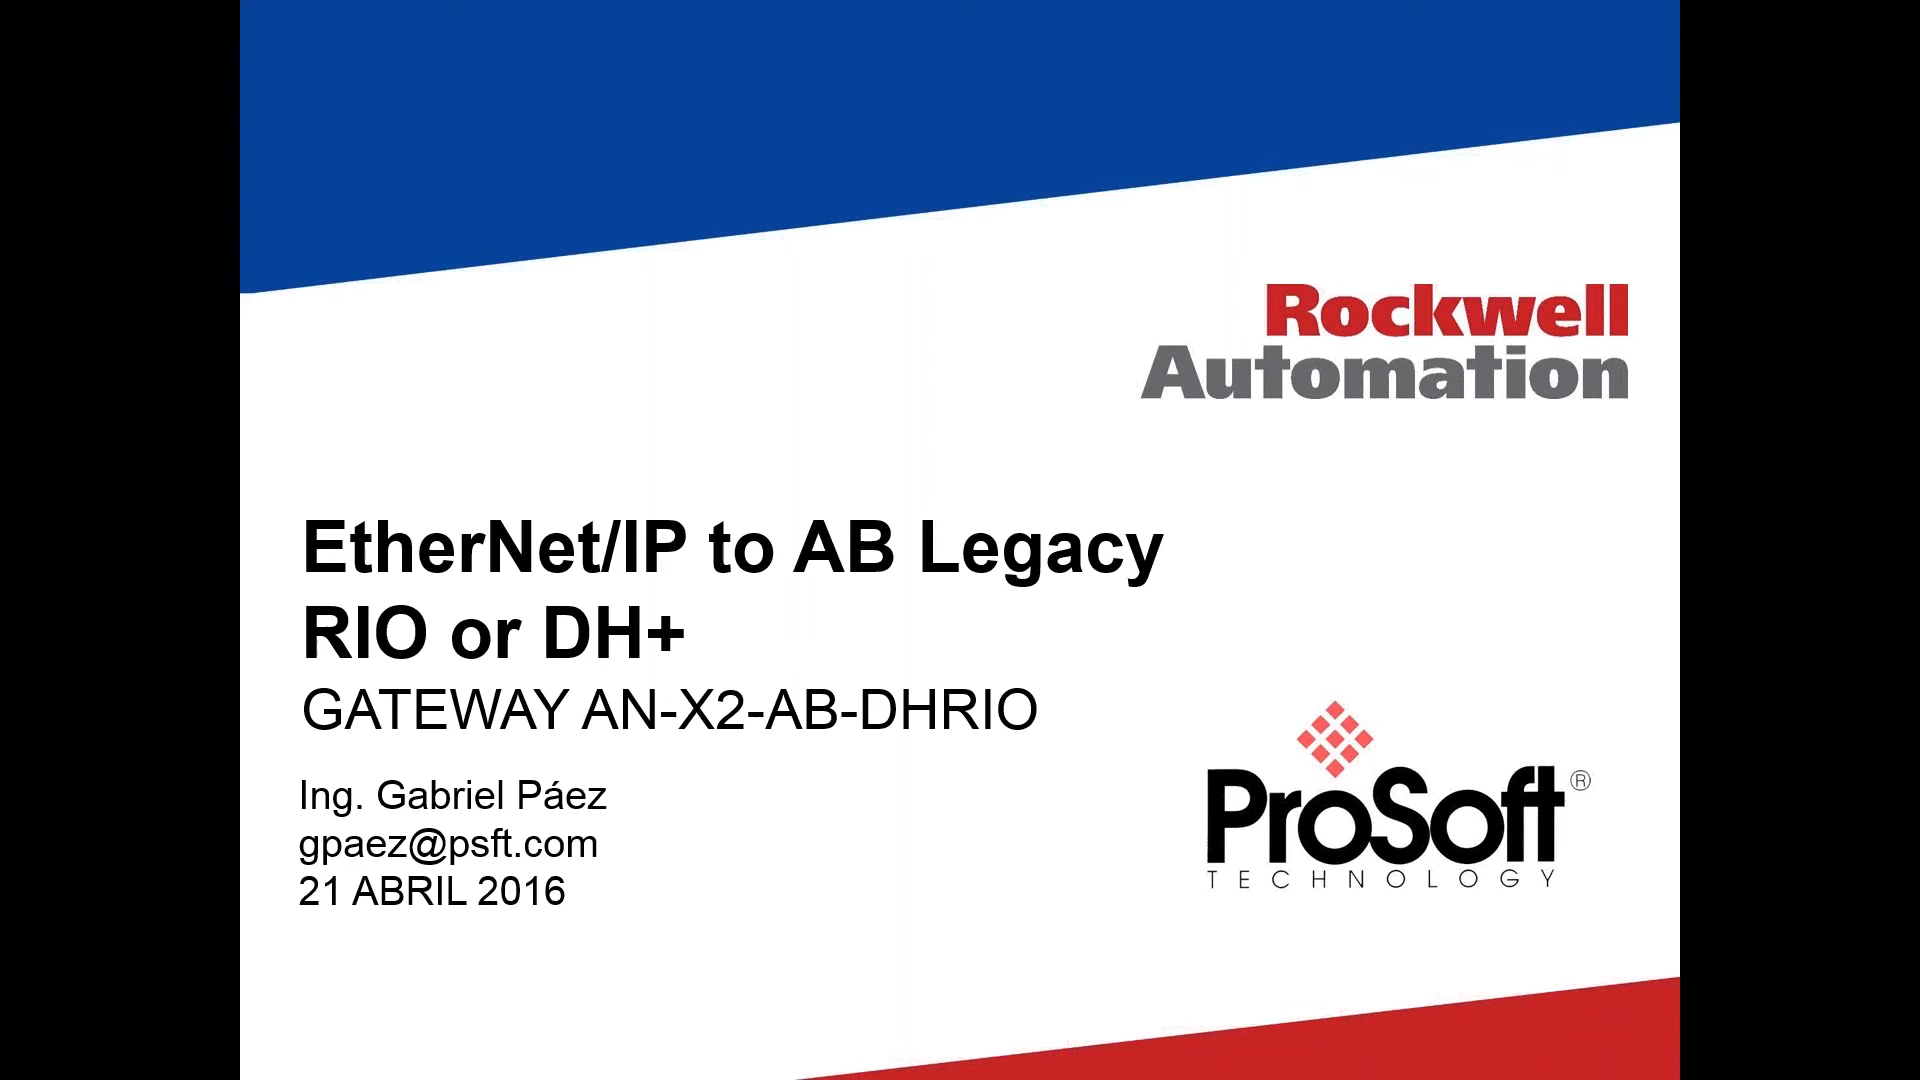 Rockwell
Automation
EtherNet/IP to AB Legacy
RIO or DH+
GATEWAY AN-X2-AB-DHRIO
Ing. Gabriel Páez
gpaez@psft.com
21 ABRIL 2016
ProSoft®
TECHNOLOGY